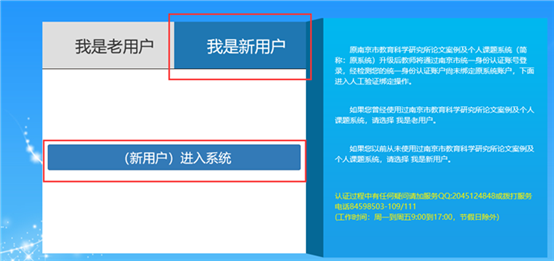 我是老用户
我是新用户
（新用户）进入系统
原南京市教育科学研究所论文案例及个人课题系统（简
称：原系统）升级后教师将通过南京市统一身份认证账号登
录，经检测您的统一身份认证账户尚未绑定原系统账户，下面
进入人工验证绑定操作。
如果您曾经使用过南京市教育科学研究所论文案例及个人
课题系统，请选择 我是老用户。
如果您以前从未使用过南京市教育科学研究所论文案例及
个人课题系统，请选择 我是新用户。
认证过程中有任何疑问请加服务QQ:2045124848或拨打服务
电话84598503-109/111
(工作时间：周一到周五9:00到17:00，节假日除外)